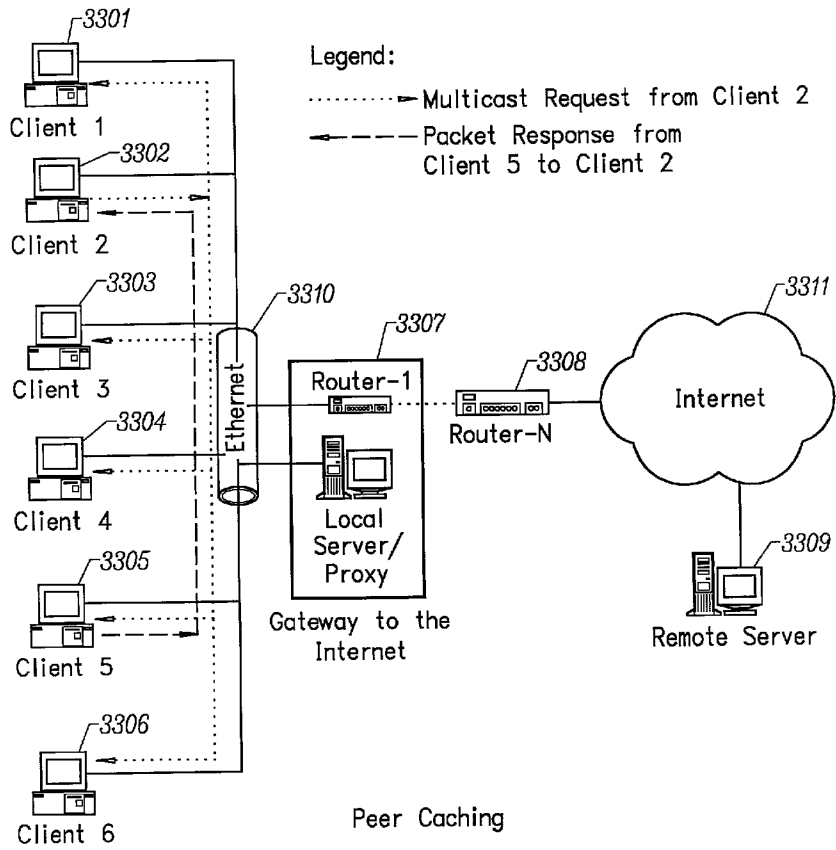 3301
Client 1
3302
Client 2
3303
Client 3
3304
Client 4
3305
Client 5
3306
Client 6
Legend:
Multicast Request from Client 2
Packet Response from
Client 5 to Client 2
3310
Ethernet
3307
Router-1
Local
Server/
Proxy
Gateway to the
Internet
3308
Router-N
3311
Internet
3309
Remote Server
Peer Caching